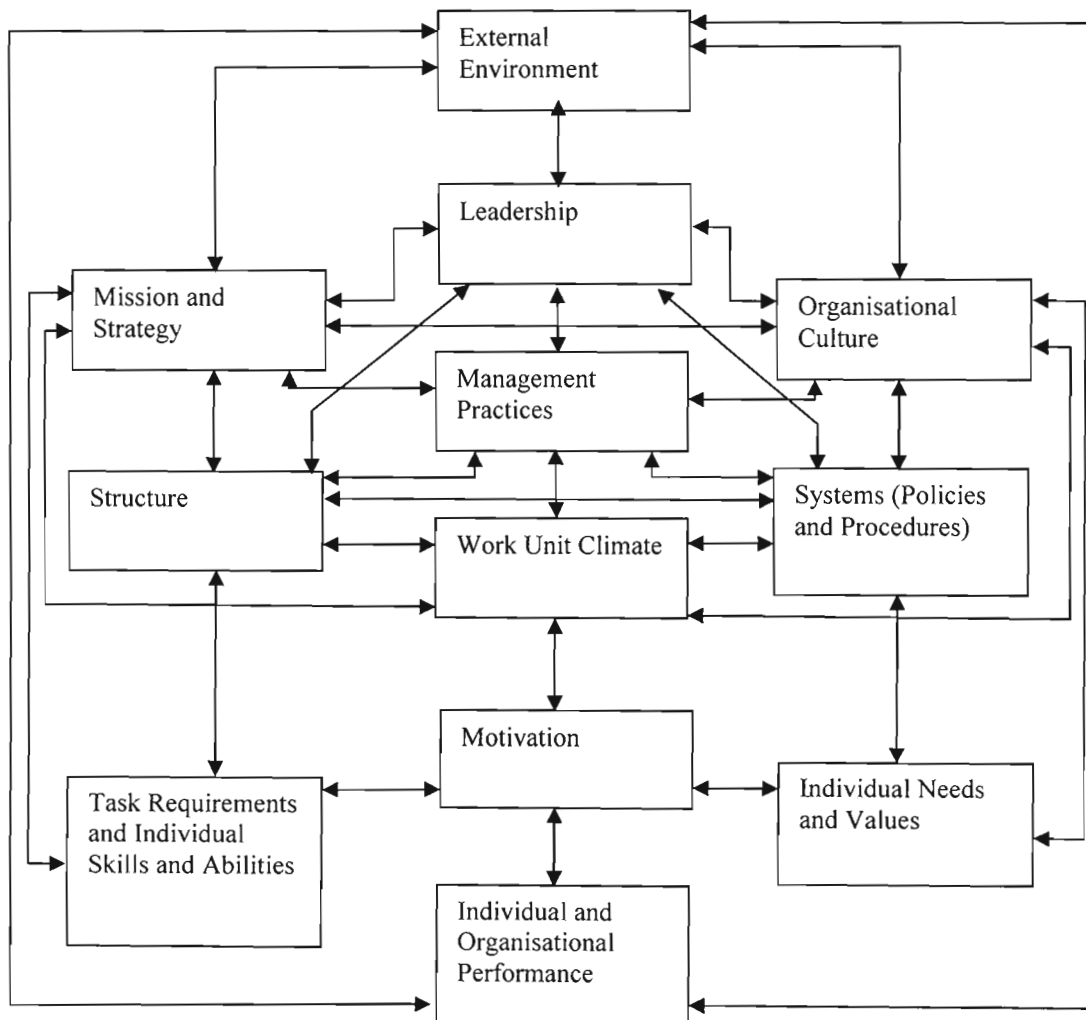 External
Environment
Leadership
Mission and
Strategy
Organisational
Culture
Management
Practices
Structure
Systems (Policies
and Procedures)
Work Unit Climate
Motivation
Task Requirements
and Individual
Skills and Abilities
Individual Needs
and Values
Individual and
Organisational
Performance